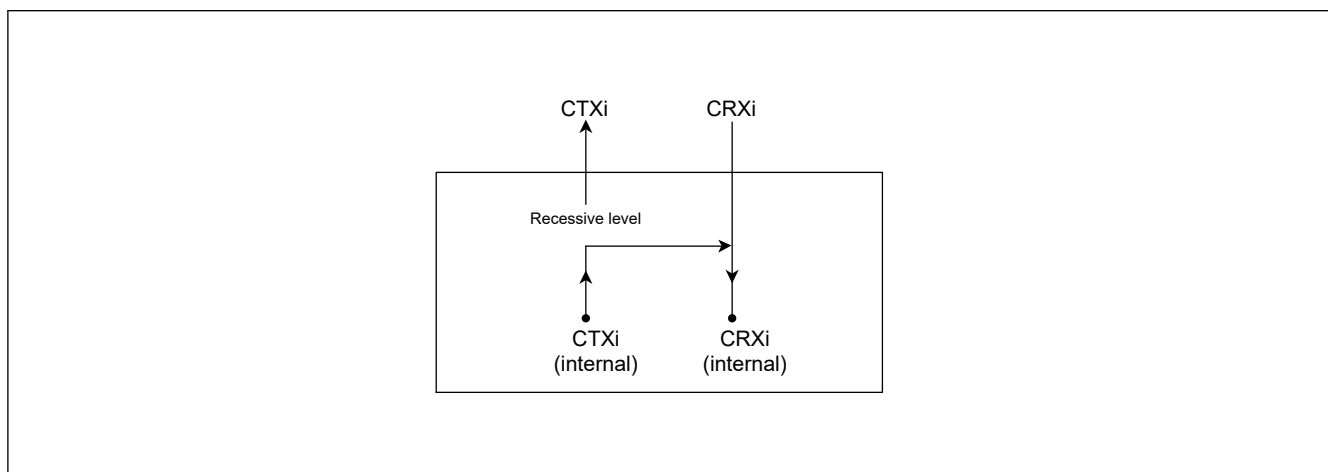 CTXi
CRXi
Recessive level
CTXi
(internal)
CRXi
(internal)